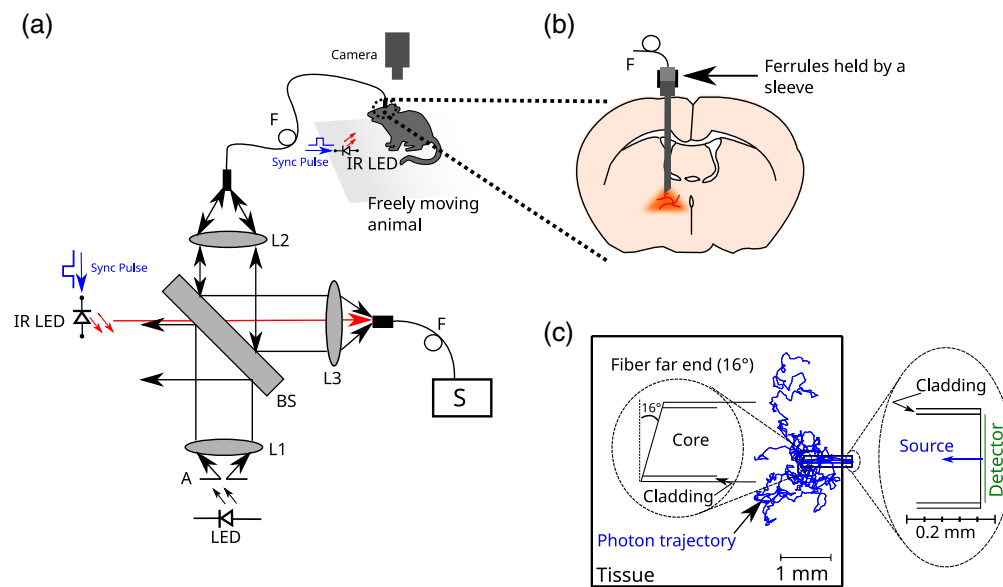 (a)
Camera
F
Sync Pulse
IR LED
Freely moving
animal
L2
Sync Pulse
IR LED
F
L3
BS
S
L1
A
LED
(b)
F
Ferrules held by a
sleeve
(c)
Fiber far end (16°)
16°
Core
Cladding
Photon trajectory
1 mm
Tissue
Cladding
Source
Detector
0.2 mm